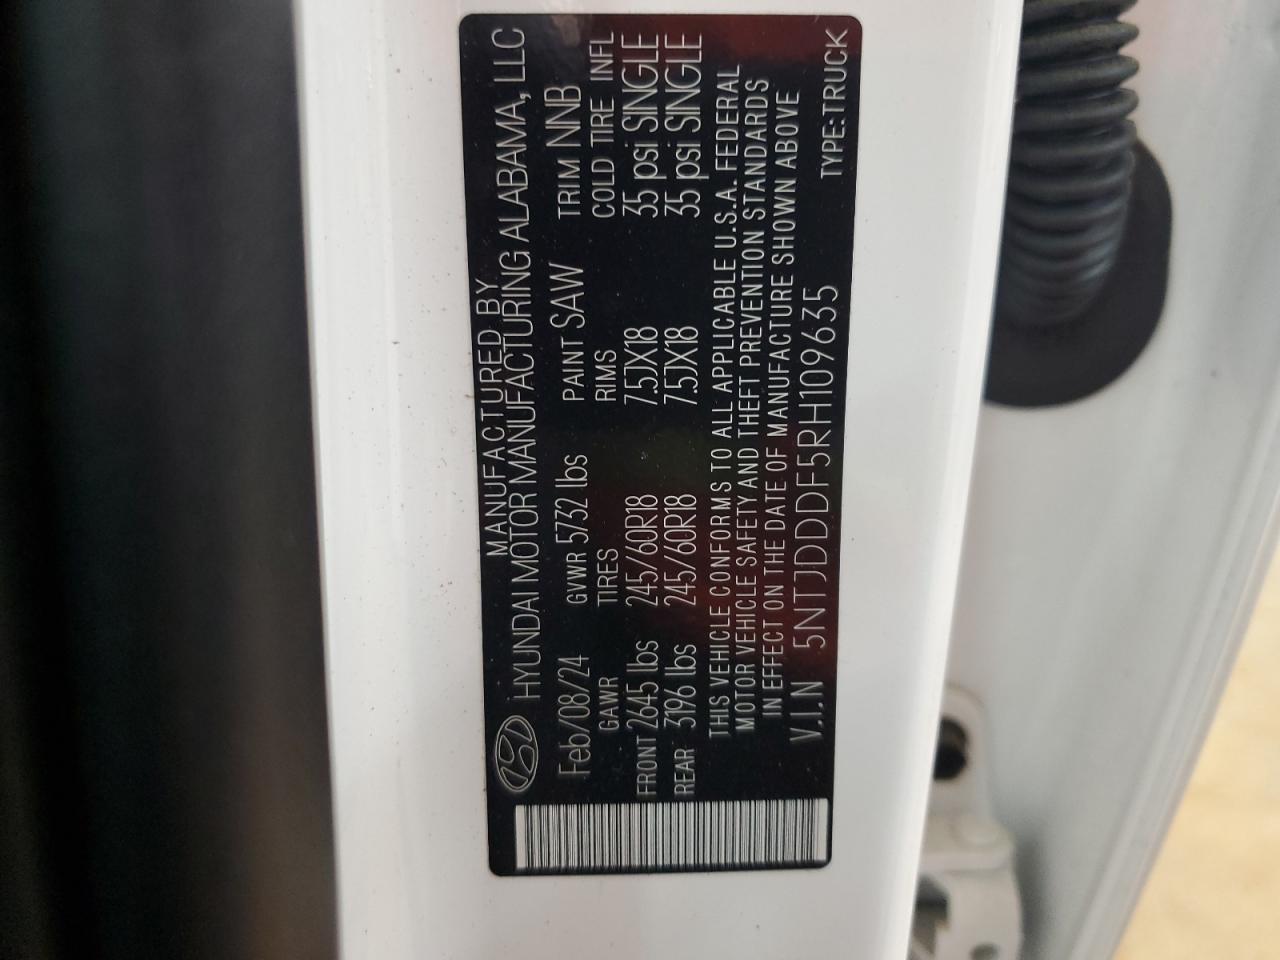 MANUFACTURED BY
HYUNDAI MOTOR MANUFACTURING ALABAMA, LLC
Feb/08/24 GVWR 5732 lbs PAINT SAW TRIM NNB
GAWR TIRES RIMS COLD TIRE INFL
FRONT 2645 lbs 245/60R18 7.5JX18 35 psi SINGLE
REAR 3196 lbs 245/60R18 7.5JX18 35 psi SINGLE
THIS VEHICLE CONFORMS TO ALL APPLICABLE U.S.A. FEDERAL
MOTOR VEHICLE SAFETY AND THEFT PREVENTION STANDARDS
IN EFFECT ON THE DATE OF MANUFACTURE SHOWN ABOVE
V.I.N 5NTJDDDF5RH109635 TYPE:TRUCK